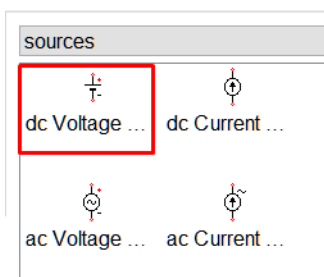 sources
dc Voltage ... dc Current ...
ac Voltage ... ac Current ...